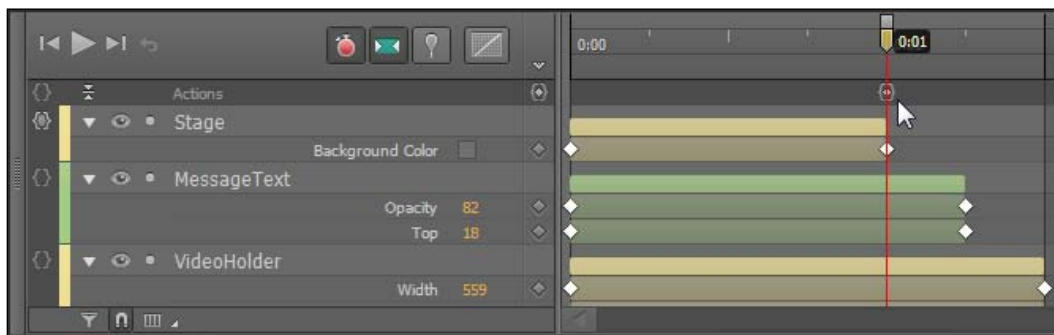 0:00 0:01
Actions
Stage
Background Color
MessageText
Opacity 82
Top 18
VideoHolder
Width 559